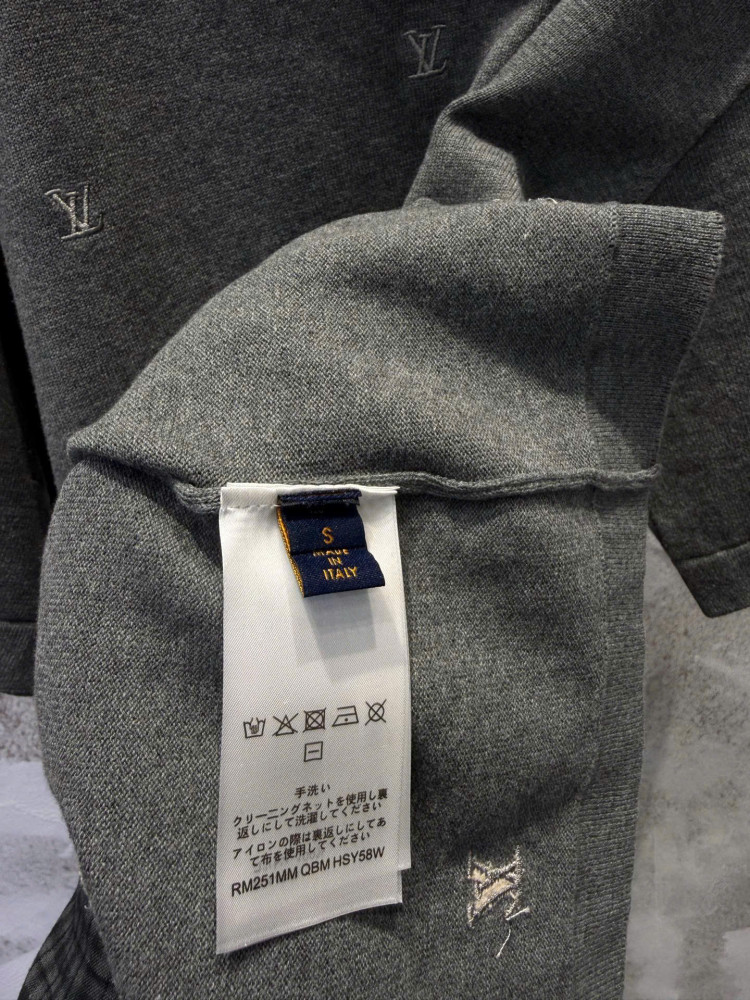 LV
LV
S
MADE
IN
ITALY
手洗い
クリーニングネットを使用し裏
返しにして洗濯してください
アイロンの際は裏返しにしてあ
て布を使用してください
RM251MM QBM HSY58W